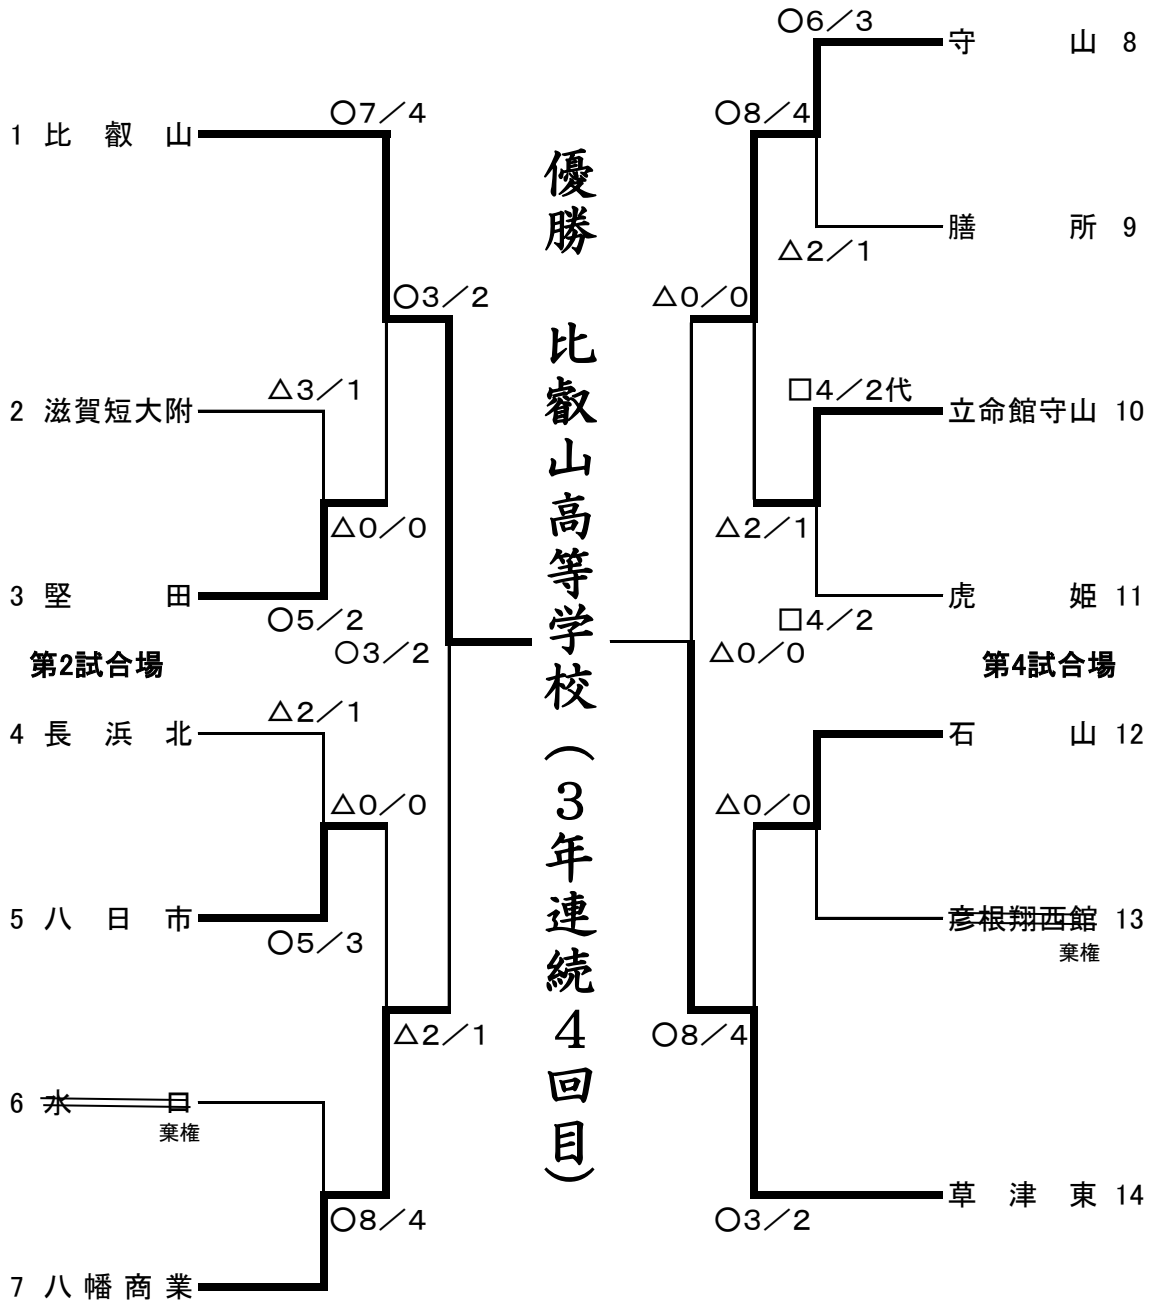 ○6／3
守山 8
○7／4
○8／4
1 比叡山
膳所 9
△2／1
○3／2
△0／0
△3／1
□4／2代
2 滋賀短大附
立命館守山 10
△0／0
△2／1
3 堅田
虎姫 11
○5／2
□4／2
○3／2
△0／0
第2試合場
第4試合場
△2／1
4 長浜北
石山 12
△0／0
△0／0
5 八日市
彦根翔西館 13
○5／3
棄権
△2／1
○8／4
6 水口
棄権
草津東 14
○8／4
○3／2
7 八幡商業
優勝 比叡山高等学校（３年連続４回目）